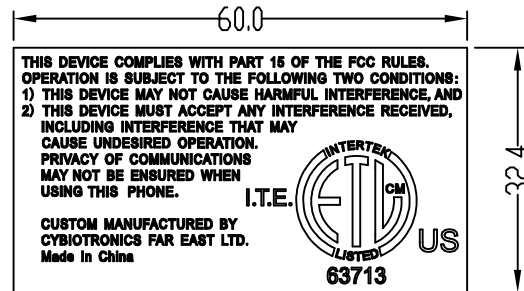 60.0
THIS DEVICE COMPLIES WITH PART 15 OF THE FCC RULES.
OPERATION IS SUBJECT TO THE FOLLOWING TWO CONDITIONS:
1) THIS DEVICE MAY NOT CAUSE HARMFUL INTERFERENCE, AND
2) THIS DEVICE MUST ACCEPT ANY INTERFERENCE RECEIVED,
INCLUDING INTERFERENCE THAT MAY
CAUSE UNDESIRED OPERATION.
PRIVACY OF COMMUNICATIONS
MAY NOT BE ENSURED WHEN
USING THIS PHONE.
CUSTOM MANUFACTURED BY
CYBIOTRONICS FAR EAST LTD.
Made in China
I.T.E.
INTERTEK
ETL
CM
LISTED
US
63713
32.4